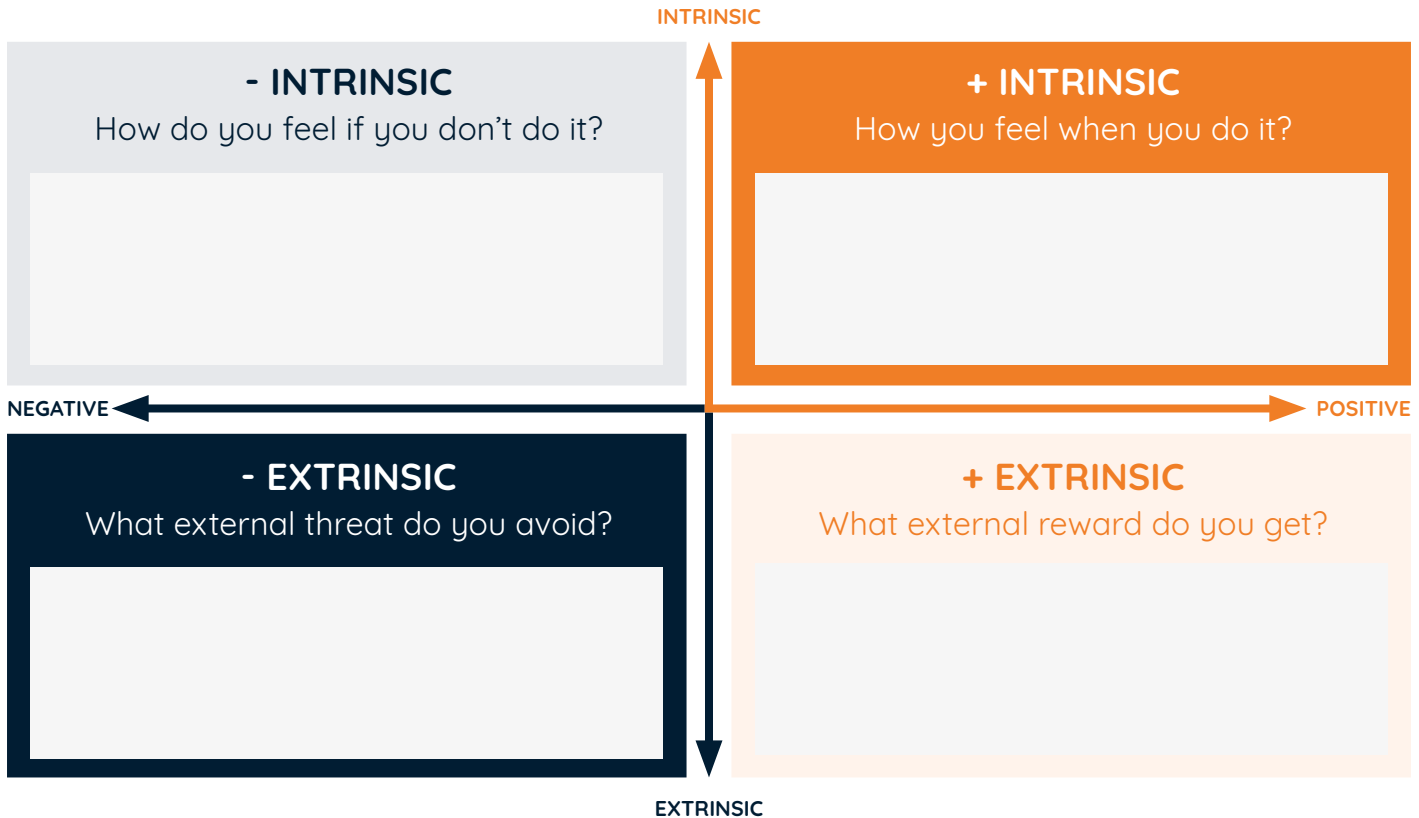 INTRINSIC
- INTRINSIC
How do you feel if you don’t do it?
+ INTRINSIC
How you feel when you do it?
NEGATIVE
POSITIVE
- EXTRINSIC
What external threat do you avoid?
+ EXTRINSIC
What external reward do you get?
EXTRINSIC